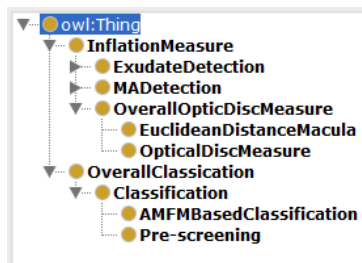 owl:Thing
InflationMeasure
ExudateDetection
MADetection
OverallOpticDiscMeasure
EuclideanDistanceMacula
OpticalDiscMeasure
OverallClassication
Classification
AMFMBasedClassification
Pre-screening